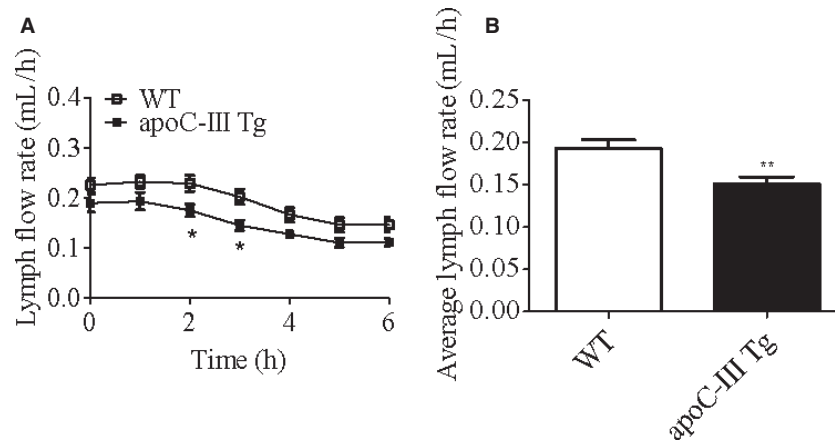 A
Lymph flow rate (mL/h)
0.4
0.3
0.2
0.1
0.0
WT
apoC-III Tg
*
*
0
2
4
6
Time (h)
B
Average lymph flow rate (mL/h)
0.25
0.20
0.15
0.10
0.05
0.00
**
WT
apoC-III Tg